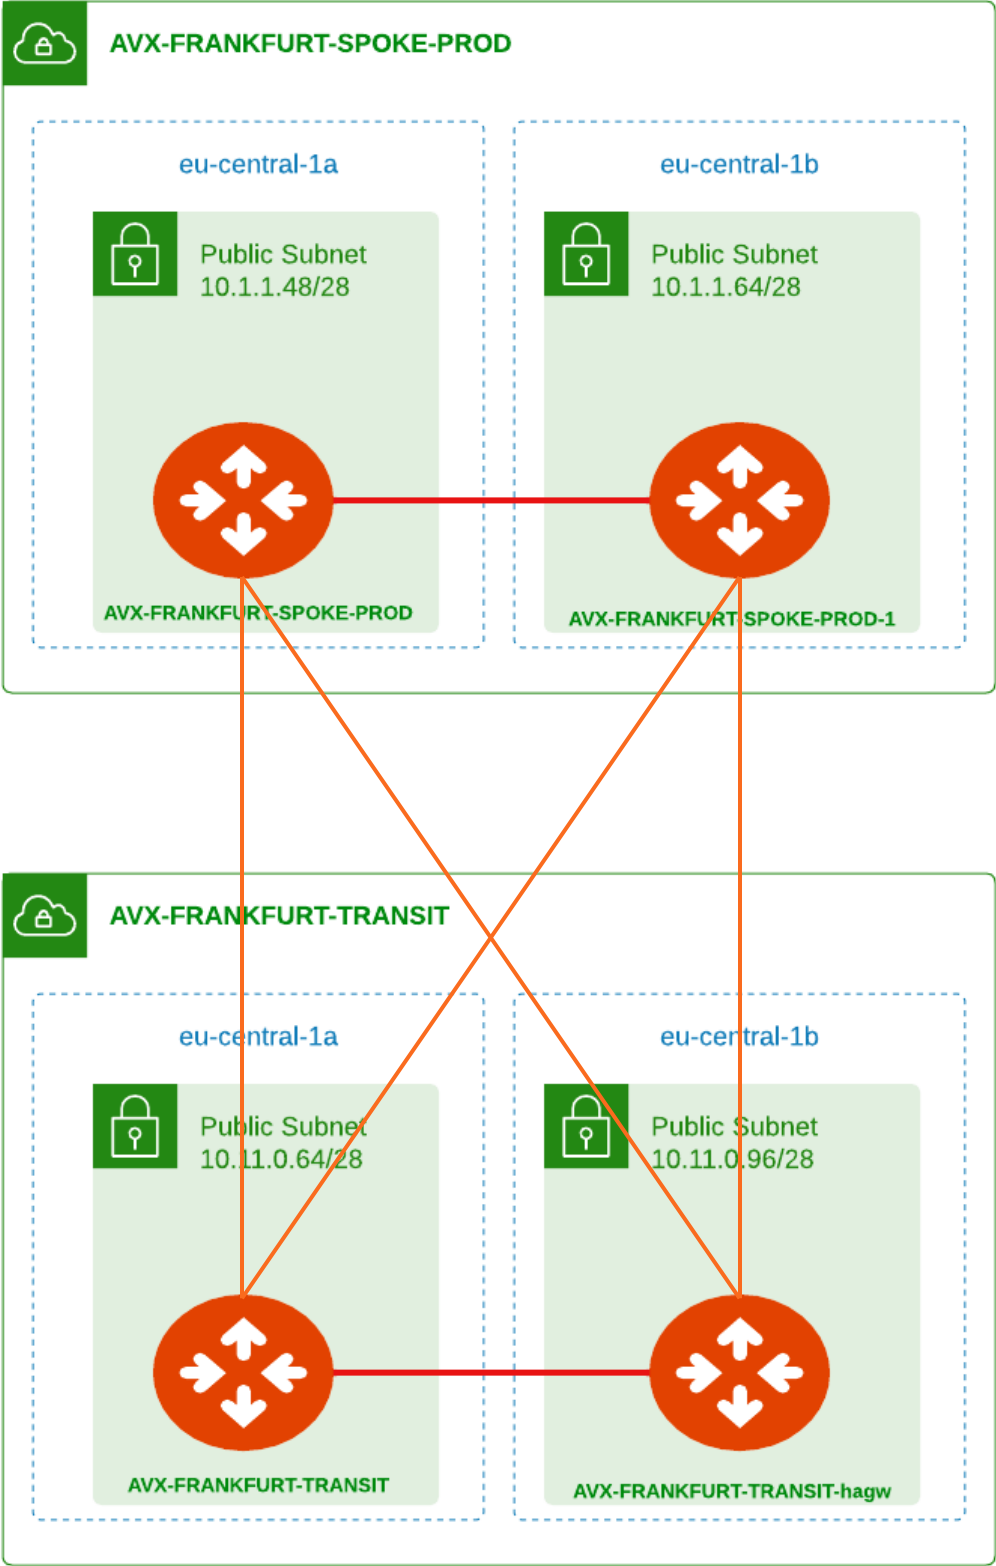 AVX-FRANKFURT-SPOKE-PROD
eu-central-1a
eu-central-1b
Public Subnet
10.1.1.48/28
Public Subnet
10.1.1.64/28
AVX-FRANKFURT-SPOKE-PROD
AVX-FRANKFURT-SPOKE-PROD-1
AVX-FRANKFURT-TRANSIT
eu-central-1a
eu-central-1b
Public Subnet
10.11.0.64/28
Public Subnet
10.11.0.96/28
AVX-FRANKFURT-TRANSIT
AVX-FRANKFURT-TRANSIT-hagw